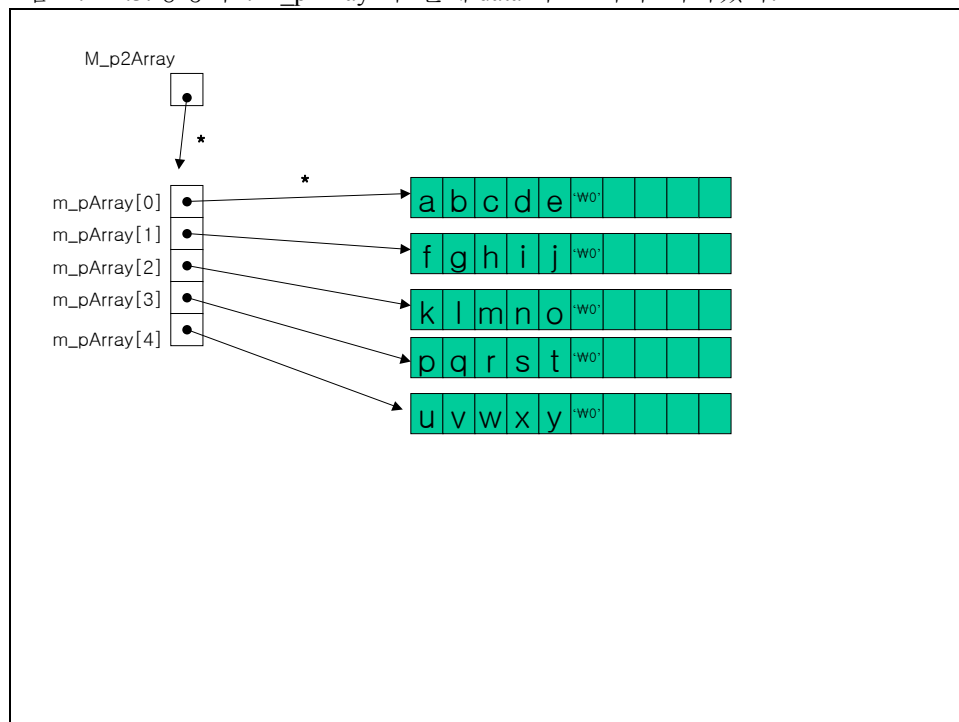 M_p2Array
*
*
m_pArray[0]
a b c d e '₩0'
m_pArray[1]
f g h i j '₩0'
m_pArray[2]
k l m n o '₩0'
m_pArray[3]
p q r s t '₩0'
m_pArray[4]
u v w x y '₩0'